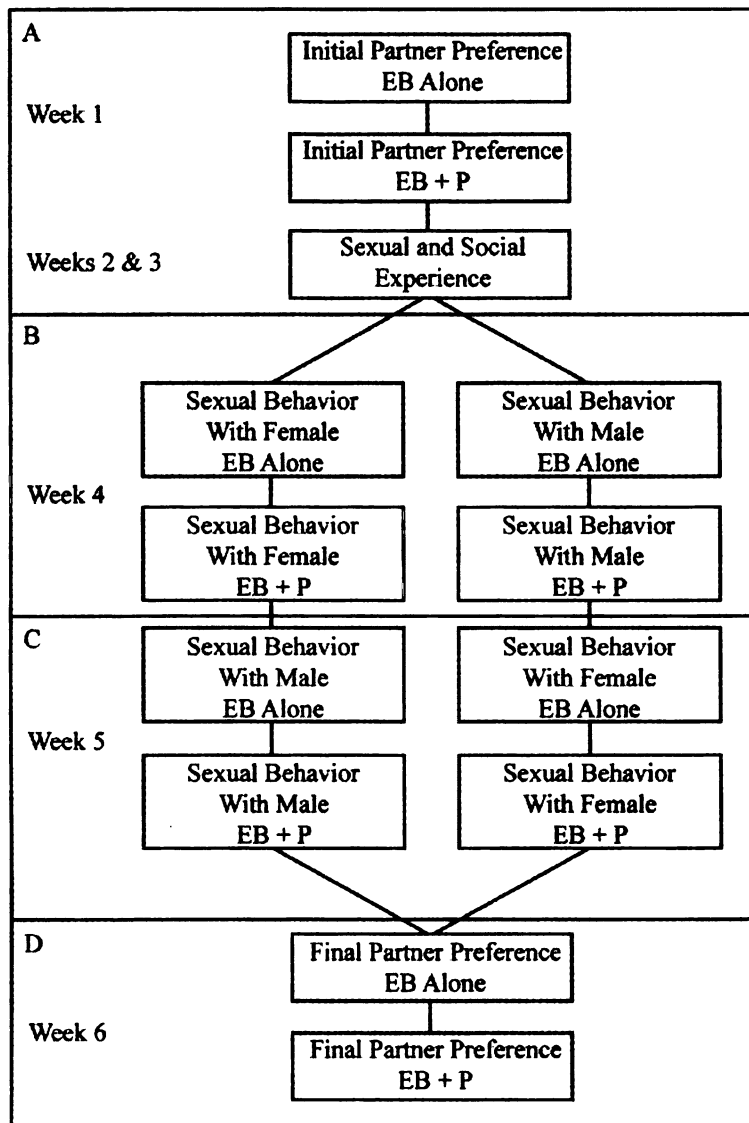 A
Initial Partner Preference
EB Alone
Week 1
Initial Partner Preference
EB + P
Weeks 2 & 3
Sexual and Social
Experience
B
Sexual Behavior
With Female
EB Alone
Sexual Behavior
With Male
EB Alone
Week 4
Sexual Behavior
With Female
EB + P
Sexual Behavior
With Male
EB + P
C
Sexual Behavior
With Male
EB Alone
Sexual Behavior
With Female
EB Alone
Week 5
Sexual Behavior
With Male
EB + P
Sexual Behavior
With Female
EB + P
D
Final Partner Preference
EB Alone
Week 6
Final Partner Preference
EB + P